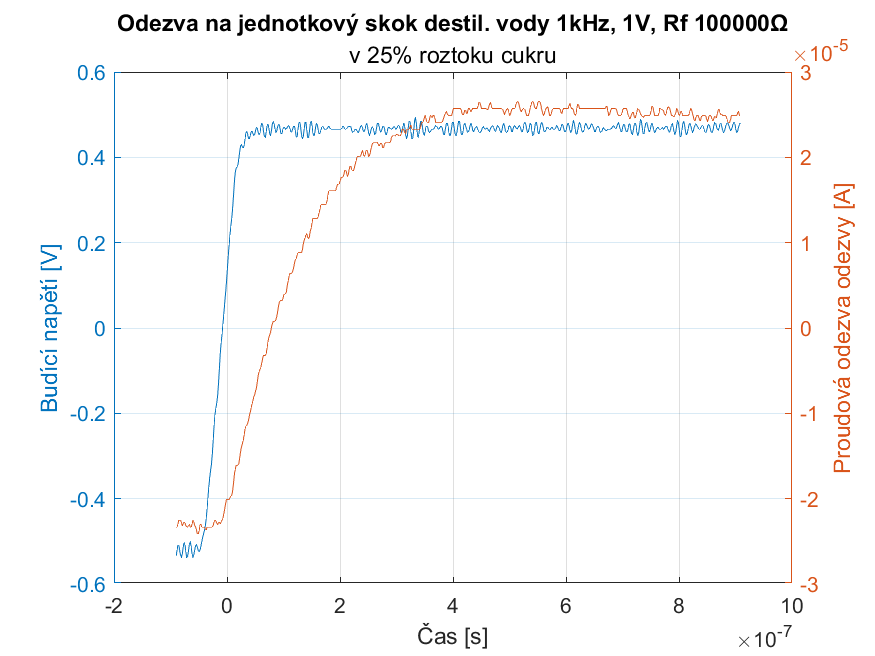 Odezva na jednotkový skok destil. vody 1kHz, 1V, Rf 100000Ω
v 25% roztoku cukru
×10⁻⁵
0.6
0.4
0.2
0
-0.2
-0.4
-0.6
Budící napětí [V]
3
2
1
0
-1
-2
-3
Proudová odezva odezvy [A]
-2 0 2 4 6 8 10
Čas [s]
×10⁻⁷